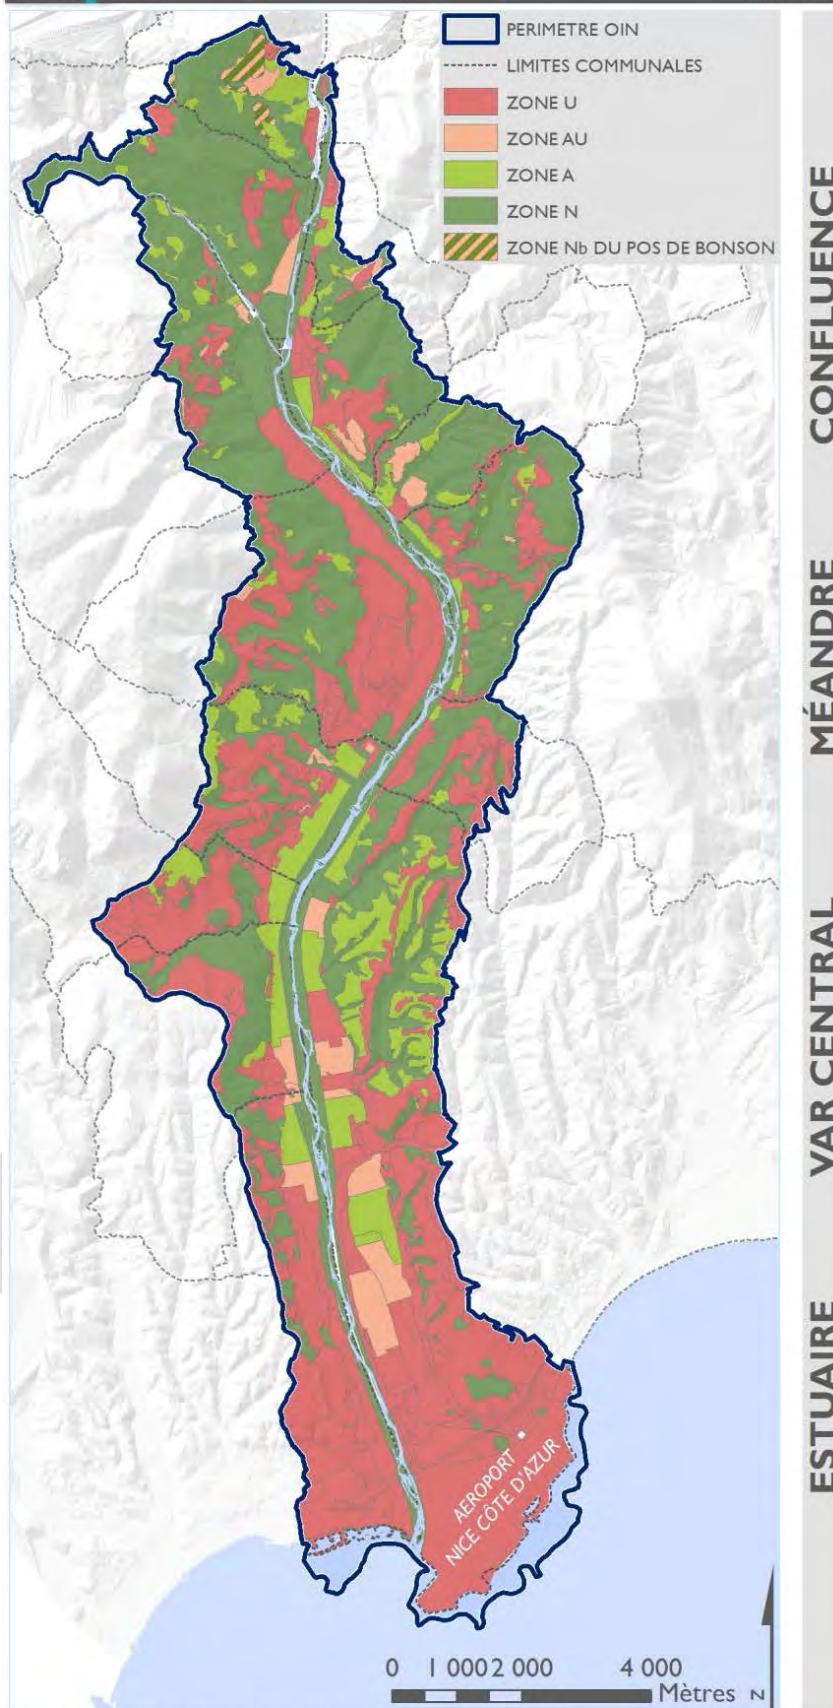 PERIMETRE OIN
LIMITES COMMUNALES
ZONE U
ZONE AU
ZONE A
ZONE N
ZONE Nb DU POS DE BONSON
CONFLUENCE
MÉANDRE
VAR CENTRAL
ESTUAIRE
AEROPORT
NICE CÔTE D'AZUR
0 1 000 2 000 4 000
Mètres
N